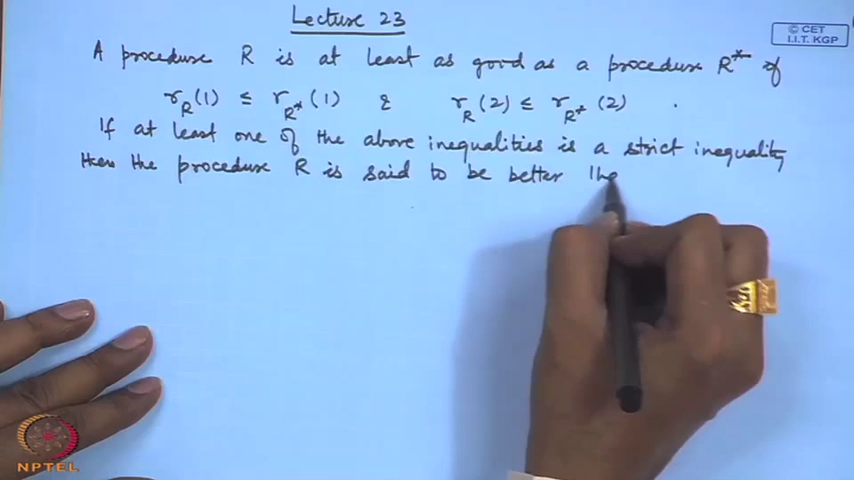 Lecture 23
© CET
I.I.T. KGP
A procedure R is at least as good as a procedure R* if
r_R(1) ≤ r_R*(1) & r_R(2) ≤ r_R*(2) .
If at least one of the above inequalities is a strict inequality
then the procedure R is said to be better the
NPTEL